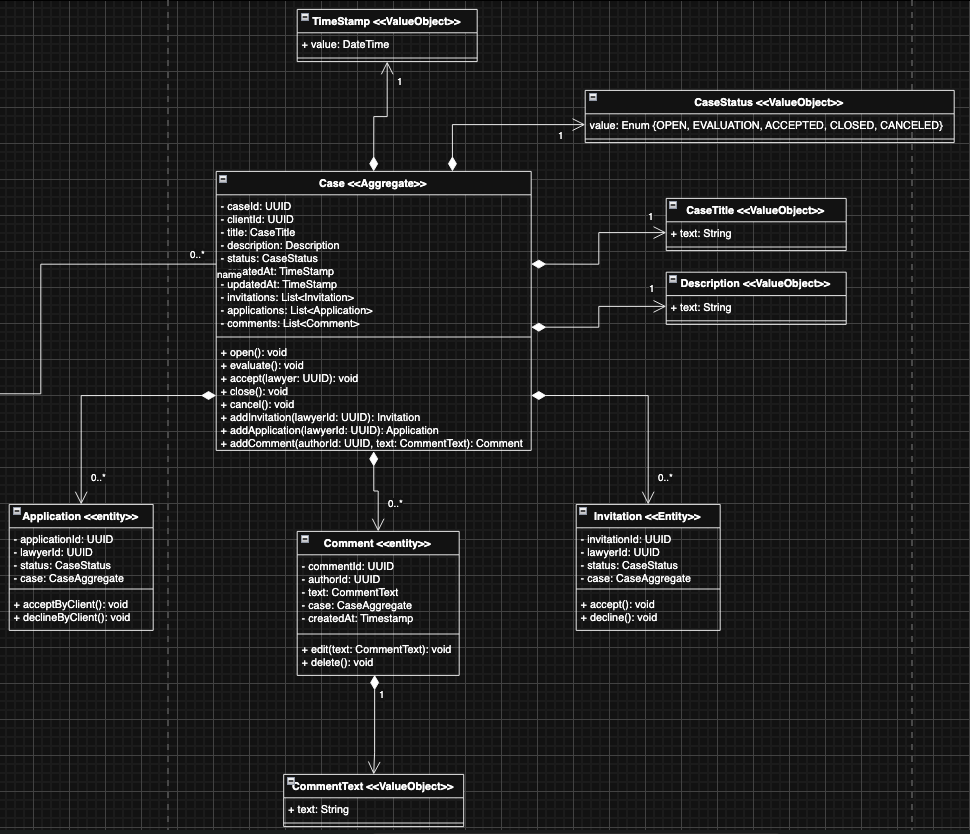 TimeStamp <<ValueObject>>
+ value: DateTime
1
CaseStatus <<ValueObject>>
value: Enum {OPEN, EVALUATION, ACCEPTED, CLOSED, CANCELED}
1
Case <<Aggregate>>
- caseId: UUID
- clientId: UUID
- title: CaseTitle
- description: Description
- status: CaseStatus
atedAt: TimeStamp
- updatedAt: TimeStamp
- invitations: List<Invitation>
- applications: List<Application>
- comments: List<Comment>
+ open(): void
+ evaluate(): void
+ accept(lawyer: UUID): void
+ close(): void
+ cancel(): void
+ addInvitation(lawyerId: UUID): Invitation
+ addApplication(lawyerId: UUID): Application
+ addComment(authorId: UUID, text: CommentText): Comment
0..*
name
1
CaseTitle <<ValueObject>>
+ text: String
1
Description <<ValueObject>>
+ text: String
0..*
0..*
0..*
Application <<entity>>
- applicationId: UUID
- lawyerId: UUID
- status: CaseStatus
- case: CaseAggregate
+ acceptByClient(): void
+ declineByClient(): void
Comment <<entity>>
- commentId: UUID
- authorId: UUID
- text: CommentText
- case: CaseAggregate
- createdAt: Timestamp
+ edit(text: CommentText): void
+ delete(): void
Invitation <<Entity>>
- invitationId: UUID
- lawyerId: UUID
- status: CaseStatus
- case: CaseAggregate
+ accept(): void
+ decline(): void
1
CommentText <<ValueObject>>
+ text: String